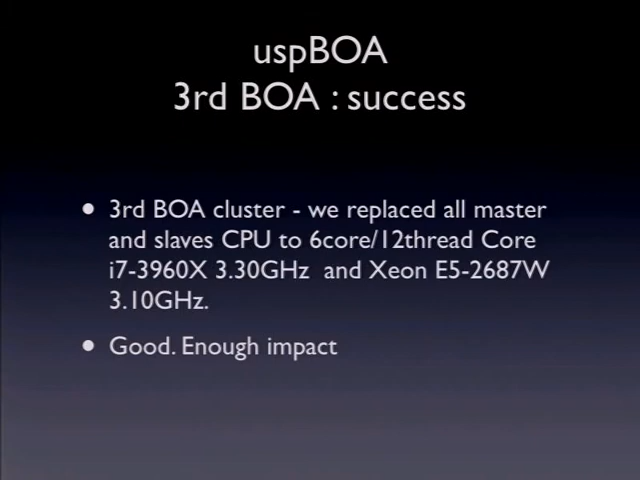 uspBOA
3rd BOA : success
• 3rd BOA cluster - we replaced all master
and slaves CPU to 6core/12thread Core
i7-3960X 3.30GHz and Xeon E5-2687W
3.10GHz.
• Good. Enough impact